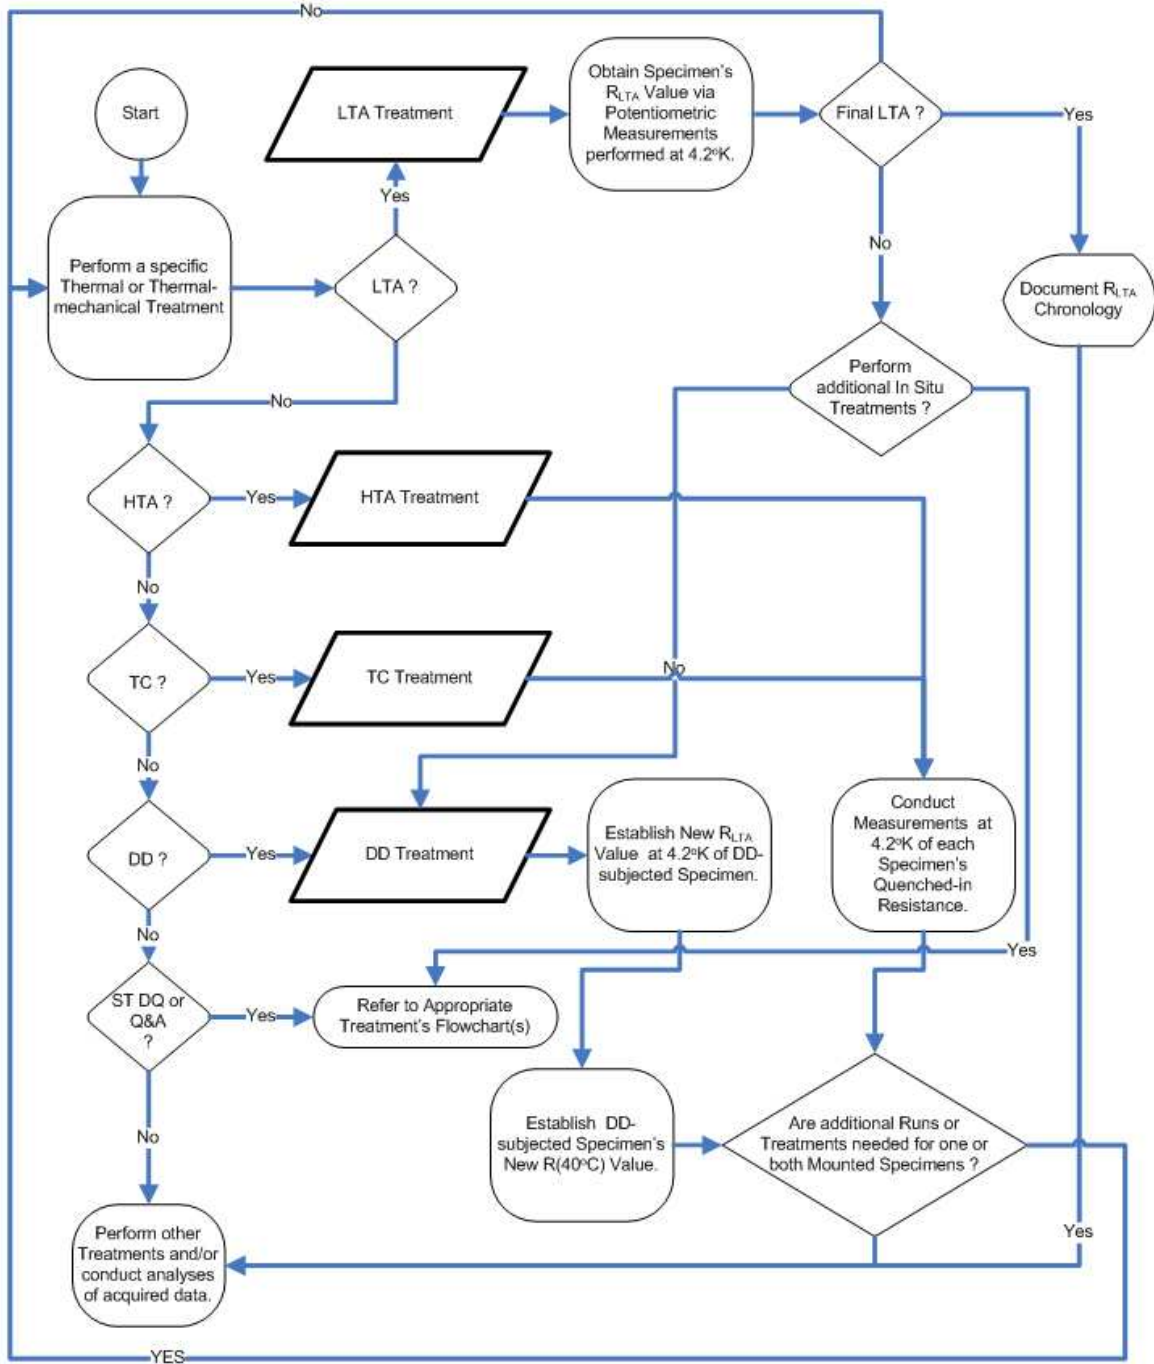 No
Start
LTA Treatment
Obtain Specimen's
R_LTA Value via
Potentiometric
Measurements
performed at 4.2ºK.
Final LTA ?
Yes
Yes
Perform a specific
Thermal or Thermal-
mechanical Treatment
LTA ?
No
Document R_LTA
Chronology
Perform
additional In Situ
Treatments ?
No
HTA ?
Yes
HTA Treatment
No
TC ?
Yes
TC Treatment
No
No
DD ?
Yes
DD Treatment
Establish New R_LTA
Value at 4.2ºK of DD-
subjected Specimen.
Conduct
Measurements at
4.2ºK of each
Specimen's
Quenched-in
Resistance.
No
Yes
ST DQ or
Q&A
?
Yes
Refer to Appropriate
Treatment's Flowchart(s)
No
Establish DD-
subjected Specimen's
New R(40ºC) Value.
Are additional Runs or
Treatments needed for one or
both Mounted Specimens ?
Yes
Perform other
Treatments and/or
conduct analyses
of acquired data.
YES